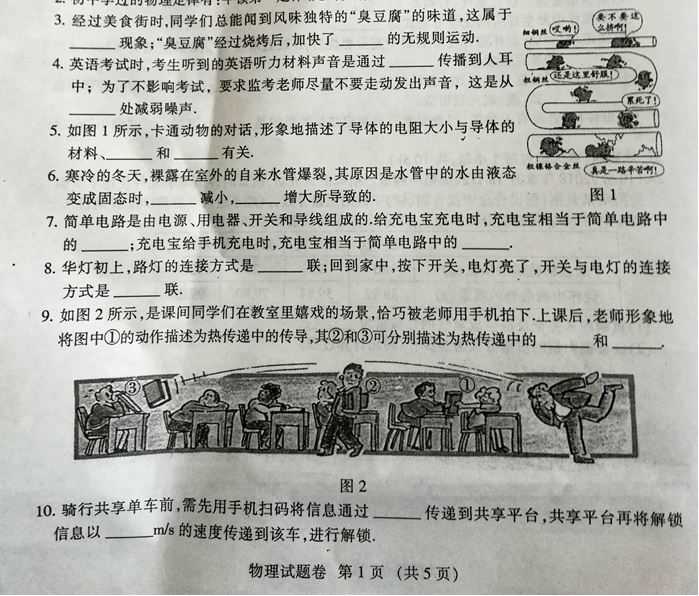 3. 经过美食街时,同学们总能闻到风味独特的“臭豆腐”的味道,这属于
______现象;“臭豆腐”经过烧烤后,加快了______的无规则运动.
4. 英语考试时,考生听到的英语听力材料声音是通过______传播到人耳
中;为了不影响考试,要求监考老师尽量不要走动发出声音,这是从
______处减弱噪声.
5. 如图1所示,卡通动物的对话,形象地描述了导体的电阻大小与导体的
材料、______和______有关.
6. 寒冷的冬天,裸露在室外的自来水管爆裂,其原因是水管中的水由液态
变成固态时,______减小,______增大所导致的.
细铜丝
哎哟!
要不要这
么挤啊!
粗铜丝
还是这里舒服!
累死了!
粗镍铬合金丝
真是一路辛苦啊!
图1
7. 简单电路是由电源、用电器、开关和导线组成的.给充电宝充电时,充电宝相当于简单电路中
的______;充电宝给手机充电时,充电宝相当于简单电路中的______.
8. 华灯初上,路灯的连接方式是______联;回到家中,按下开关,电灯亮了,开关与电灯的连接
方式是______联.
9. 如图2所示,是课间同学们在教室里嬉戏的场景,恰巧被老师用手机拍下.上课后,老师形象地
将图中①的动作描述为热传递中的传导,其②和③可分别描述为热传递中的______和______.
③
②
①
图2
10. 骑行共享单车前,需先用手机扫码将信息通过______传递到共享平台,共享平台再将解锁
信息以______m/s的速度传递到该车,进行解锁.
物理试题卷 第1页 (共5页)